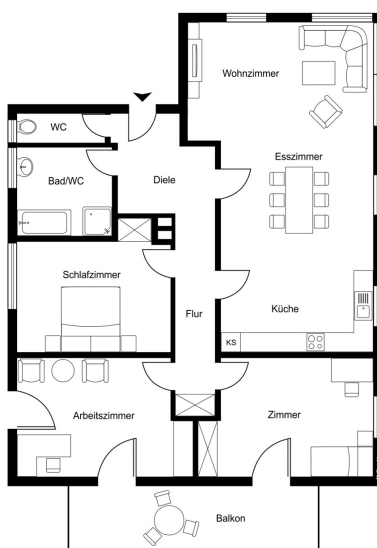 Wohnzimmer
WC
Esszimmer
Bad/WC
Diele
Schlafzimmer
Flur
Küche
KS
Arbeitszimmer
Zimmer
Balkon